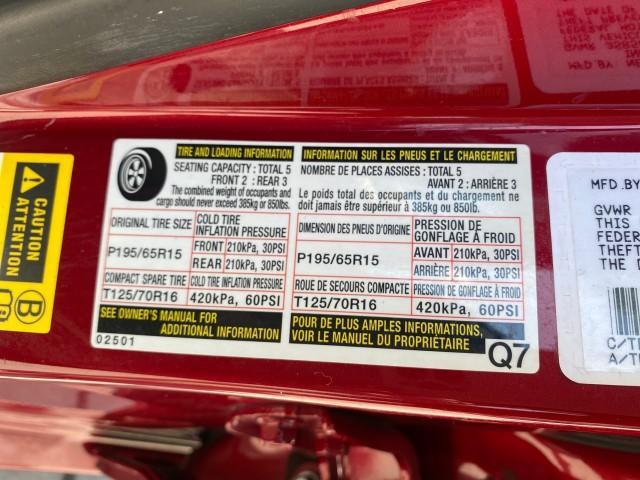 TIRE AND LOADING INFORMATION
SEATING CAPACITY : TOTAL 5
FRONT 2 : REAR 3
The combined weight of occupants and
cargo should never exceed 385kg or 850lbs.
ORIGINAL TIRE SIZE
COLD TIRE
INFLATION PRESSURE
P195/65R15
FRONT 210kPa, 30PSI
REAR 210kPa, 30PSI
COMPACT SPARE TIRE
COLD TIRE INFLATION PRESSURE
T125/70R16
420kPa, 60PSI
SEE OWNER'S MANUAL FOR
ADDITIONAL INFORMATION
02501
INFORMATION SUR LES PNEUS ET LE CHARGEMENT
NOMBRE DE PLACES ASSISES : TOTAL 5
AVANT 2 : ARRIÈRE 3
Le poids total des occupants et du chargement ne
doit jamais être supérieur à 385kg or 850lb.
DIMENSION DES PNEUS D'ORIGINE
PRESSION DE
GONFLAGE À FROID
P195/65R15
AVANT 210kPa, 30PSI
ARRIÈRE 210kPa, 30PSI
ROUE DE SECOURS COMPACTE
PRESSION DE GONFLAGE À FROID
T125/70R16
420kPa, 60PSI
POUR DE PLUS AMPLES INFORMATIONS,
VOIR LE MANUEL DU PROPRIÉTAIRE
Q7
CAUTION
ATTENTION
B
MFD.BY
GVWR
THIS
FEDER
THEFT
THE D
C/TR
A/TR